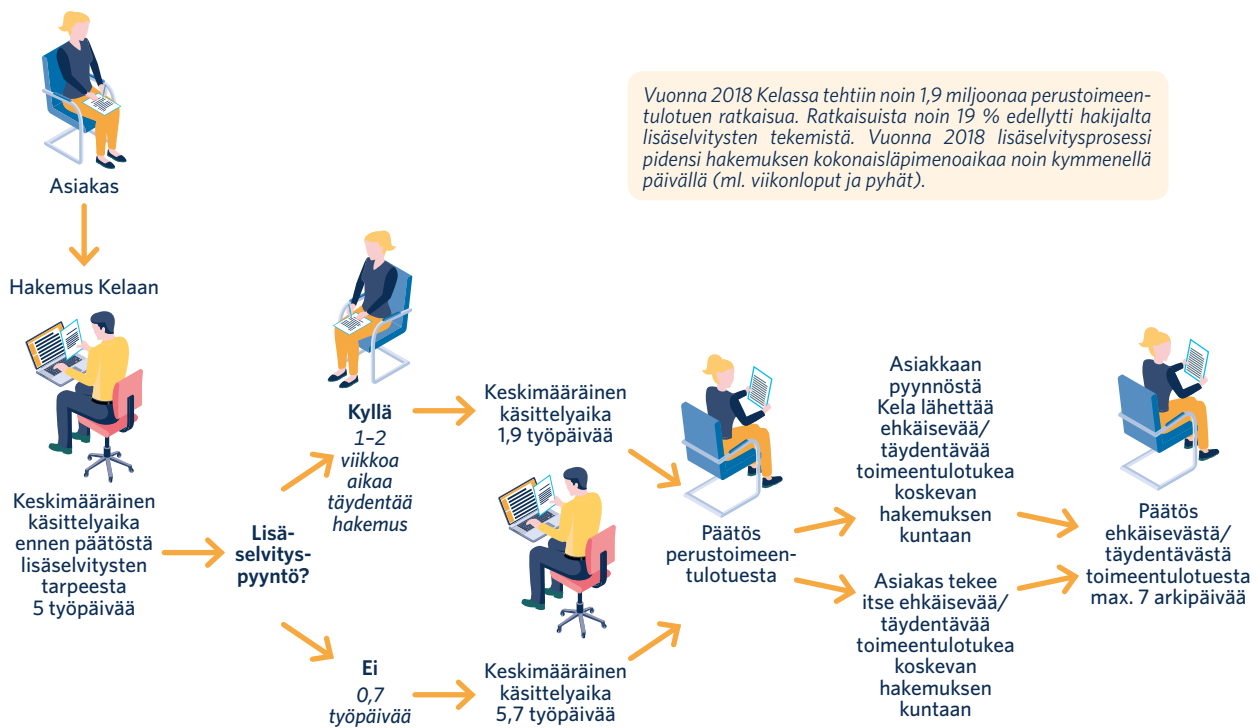 Asiakas
Vuonna 2018 Kelassa tehtiin noin 1,9 miljoonaa perustoimeen-
tulotuen ratkaisua. Ratkaisuista noin 19 % edellytti hakijalta
lisäselvitysten tekemistä. Vuonna 2018 lisäselvitysprosessi
pidensi hakemuksen kokonaisläpimenoaikaa noin kymmenellä
päivällä (ml. viikonloput ja pyhät).
Hakemus Kelaan
Keskimääräinen
käsittelyaika
ennen päätöstä
lisäselvitysten
tarpeesta
5 työpäivää
Lisä-
selvitys-
pyyntö?
Kyllä
1–2
viikkoa
aikaa
täydentää
hakemus
Keskimääräinen
käsittelyaika
1,9 työpäivää
Ei
0,7
työpäivää
Keskimääräinen
käsittelyaika
5,7 työpäivää
Päätös
perustoimeen-
tulotuesta
Asiakkaan
pyynnöstä
Kela lähettää
ehkäisevää/
täydentävää
toimeentulotukea
koskevan
hakemuksen
kuntaan
Asiakas tekee
itse ehkäisevää/
täydentävää
toimeentulotukea
koskevan
hakemuksen
kuntaan
Päätös
ehkäisevästä/
täydentävästä
toimeentulotuesta
max. 7 arkipäivää